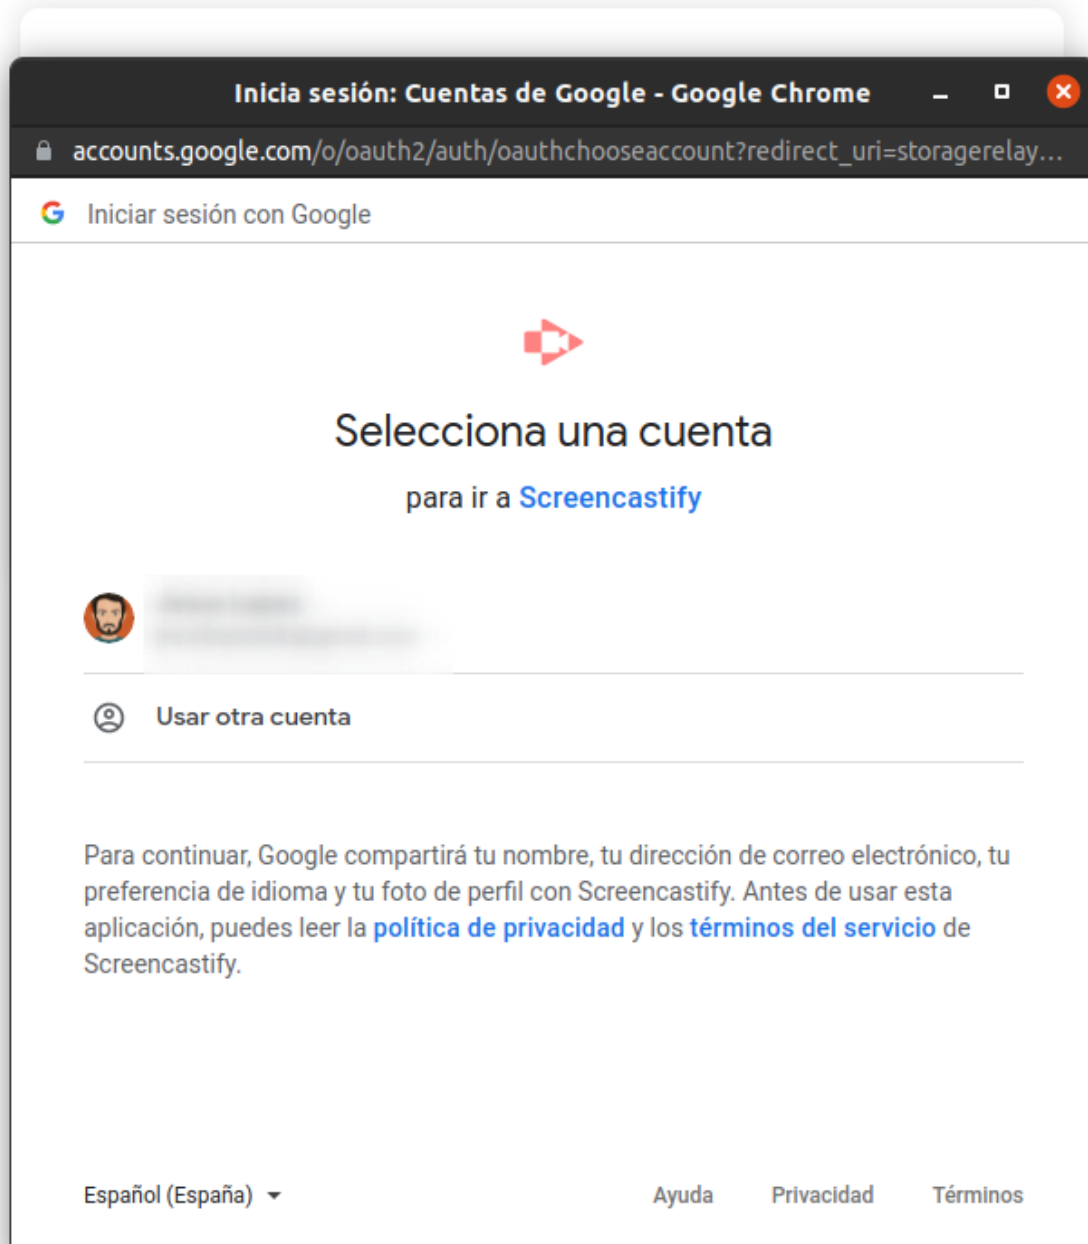 Inicia sesión: Cuentas de Google - Google Chrome
accounts.google.com/o/oauth2/auth/oauthchooseaccount?redirect_uri=storagerelay...
Iniciar sesión con Google
Selecciona una cuenta
para ir a Screencastify
Usar otra cuenta
Para continuar, Google compartirá tu nombre, tu dirección de correo electrónico, tu
preferencia de idioma y tu foto de perfil con Screencastify. Antes de usar esta
aplicación, puedes leer la política de privacidad y los términos del servicio de
Screencastify.
Español (España) Ayuda Privacidad Términos